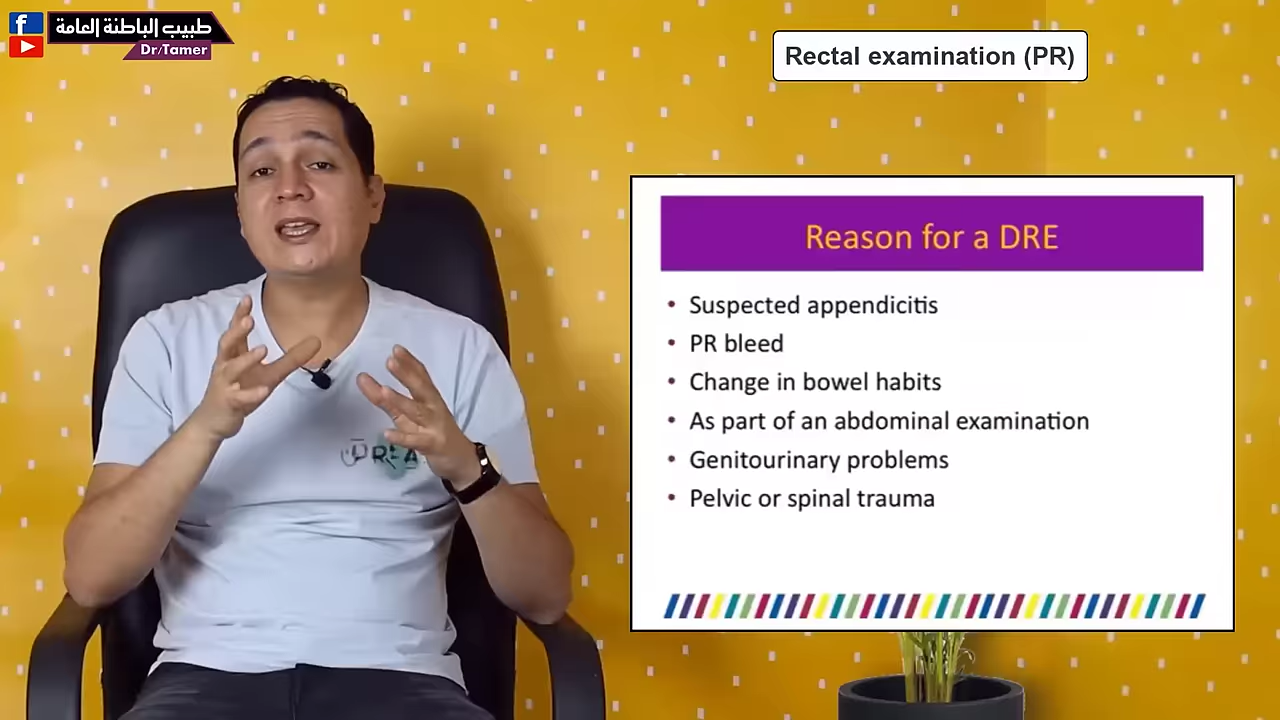 طبيب الباطنة العامة
Dr/Tamer
Rectal examination (PR)
Reason for a DRE
• Suspected appendicitis
• PR bleed
• Change in bowel habits
• As part of an abdominal examination
• Genitourinary problems
• Pelvic or spinal trauma